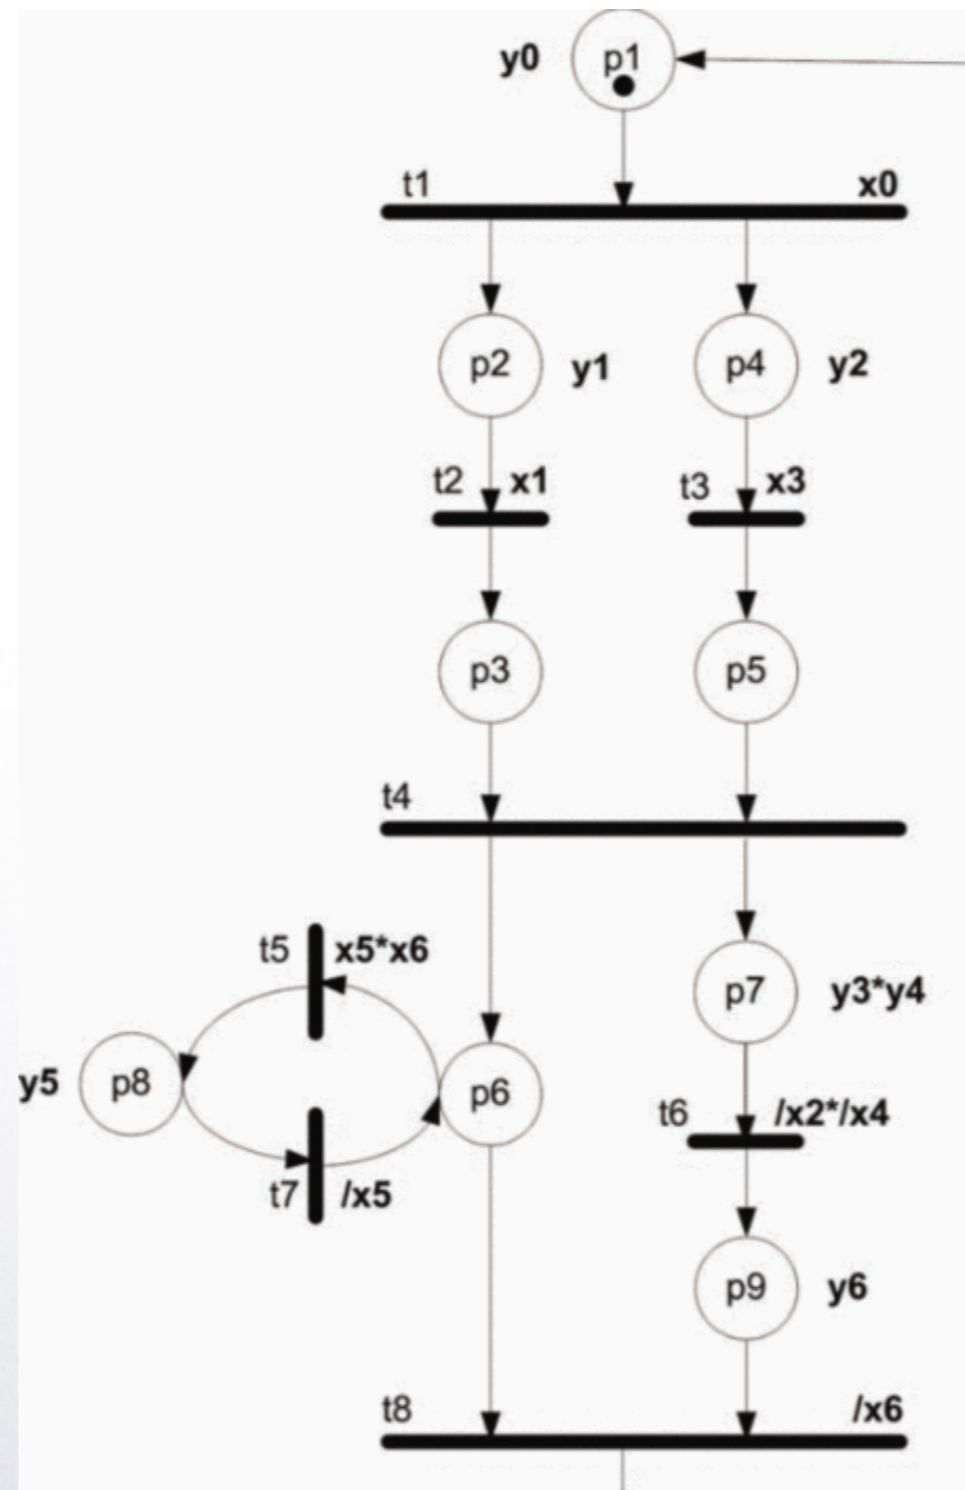 y0 p1
t1 x0
p2 y1 p4 y2
t2 x1 t3 x3
p3 p5
t4
t5 x5*x6
p7 y3*y4
y5 p8 p6
t6 /x2*/x4
t7 /x5
p9 y6
t8 /x6